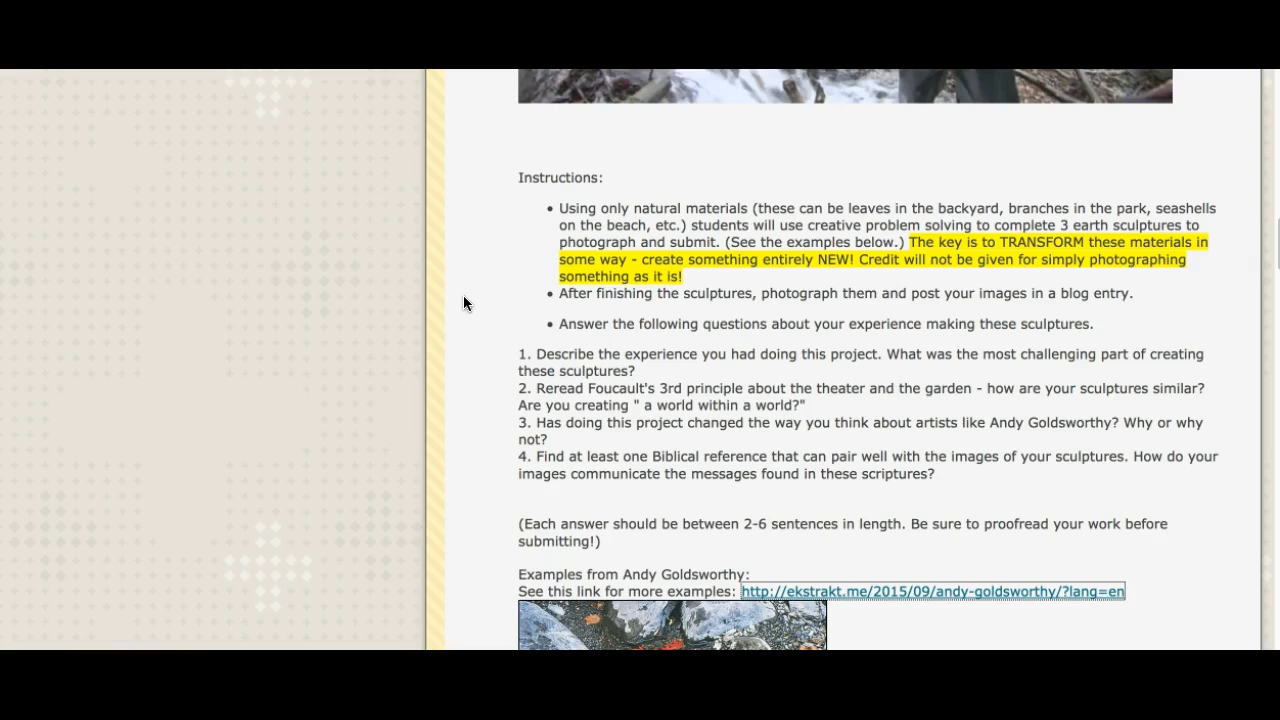 Instructions:
• Using only natural materials (these can be leaves in the backyard, branches in the park, seashells
on the beach, etc.) students will use creative problem solving to complete 3 earth sculptures to
photograph and submit. (See the examples below.) The key is to TRANSFORM these materials in
some way - create something entirely NEW! Credit will not be given for simply photographing
something as it is!
• After finishing the sculptures, photograph them and post your images in a blog entry.
• Answer the following questions about your experience making these sculptures.
1. Describe the experience you had doing this project. What was the most challenging part of creating
these sculptures?
2. Reread Foucault's 3rd principle about the theater and the garden - how are your sculptures similar?
Are you creating " a world within a world?"
3. Has doing this project changed the way you think about artists like Andy Goldsworthy? Why or why
not?
4. Find at least one Biblical reference that can pair well with the images of your sculptures. How do your
images communicate the messages found in these scriptures?
(Each answer should be between 2-6 sentences in length. Be sure to proofread your work before
submitting!)
Examples from Andy Goldsworthy:
See this link for more examples: http://ekstrakt.me/2015/09/andy-goldsworthy/?lang=en